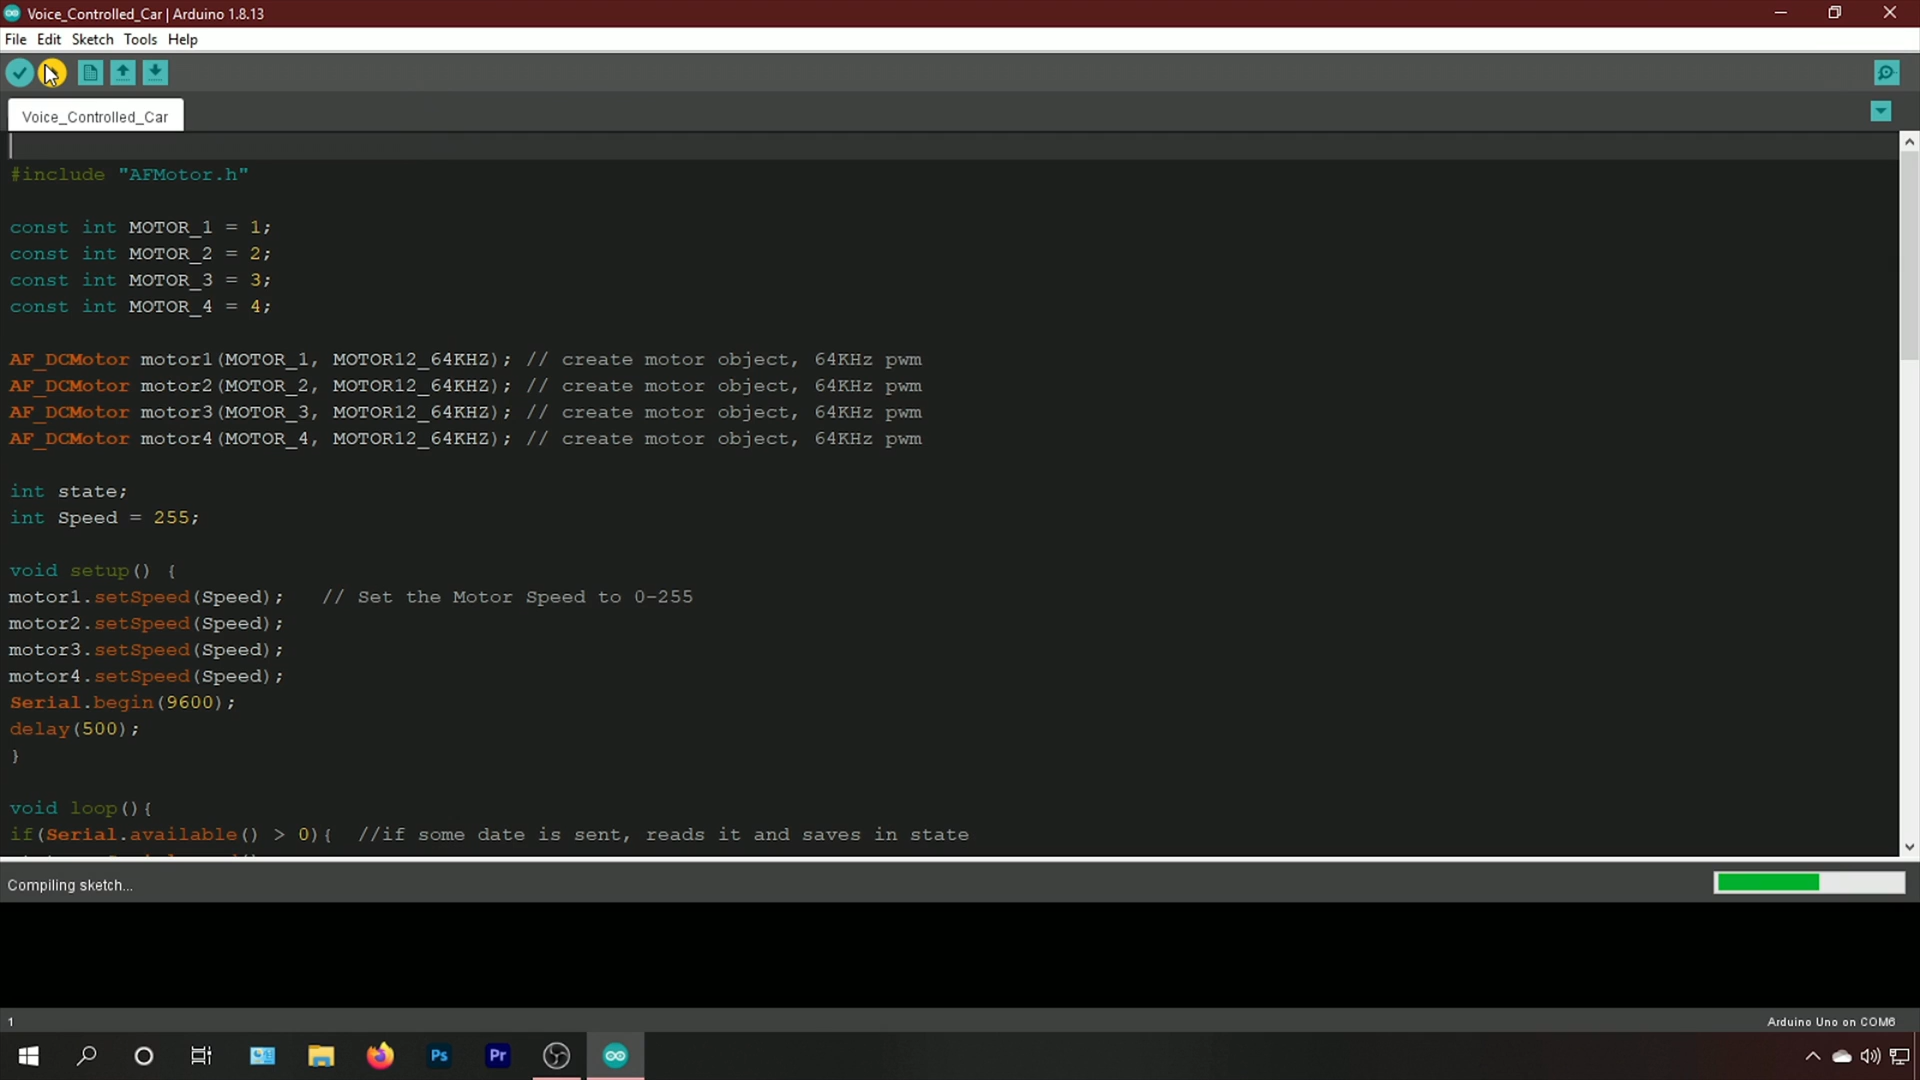 Voice_Controlled_Car | Arduino 1.8.13
File Edit Sketch Tools Help
Voice_Controlled_Car
#include "AFMotor.h"
const int MOTOR_1 = 1;
const int MOTOR_2 = 2;
const int MOTOR_3 = 3;
const int MOTOR_4 = 4;
AF_DCMotor motor1(MOTOR_1, MOTOR12_64KHZ); // create motor object, 64KHz pwm
AF_DCMotor motor2(MOTOR_2, MOTOR12_64KHZ); // create motor object, 64KHz pwm
AF_DCMotor motor3(MOTOR_3, MOTOR12_64KHZ); // create motor object, 64KHz pwm
AF_DCMotor motor4(MOTOR_4, MOTOR12_64KHZ); // create motor object, 64KHz pwm
int state;
int Speed = 255;
void setup() {
motor1.setSpeed(Speed);   // Set the Motor Speed to 0-255
motor2.setSpeed(Speed);
motor3.setSpeed(Speed);
motor4.setSpeed(Speed);
Serial.begin(9600);
delay(500);
}
void loop(){
if(Serial.available() > 0){  //if some date is sent, reads it and saves in state
Compiling sketch...
1
Arduino Uno on COM6
Ps
Pr